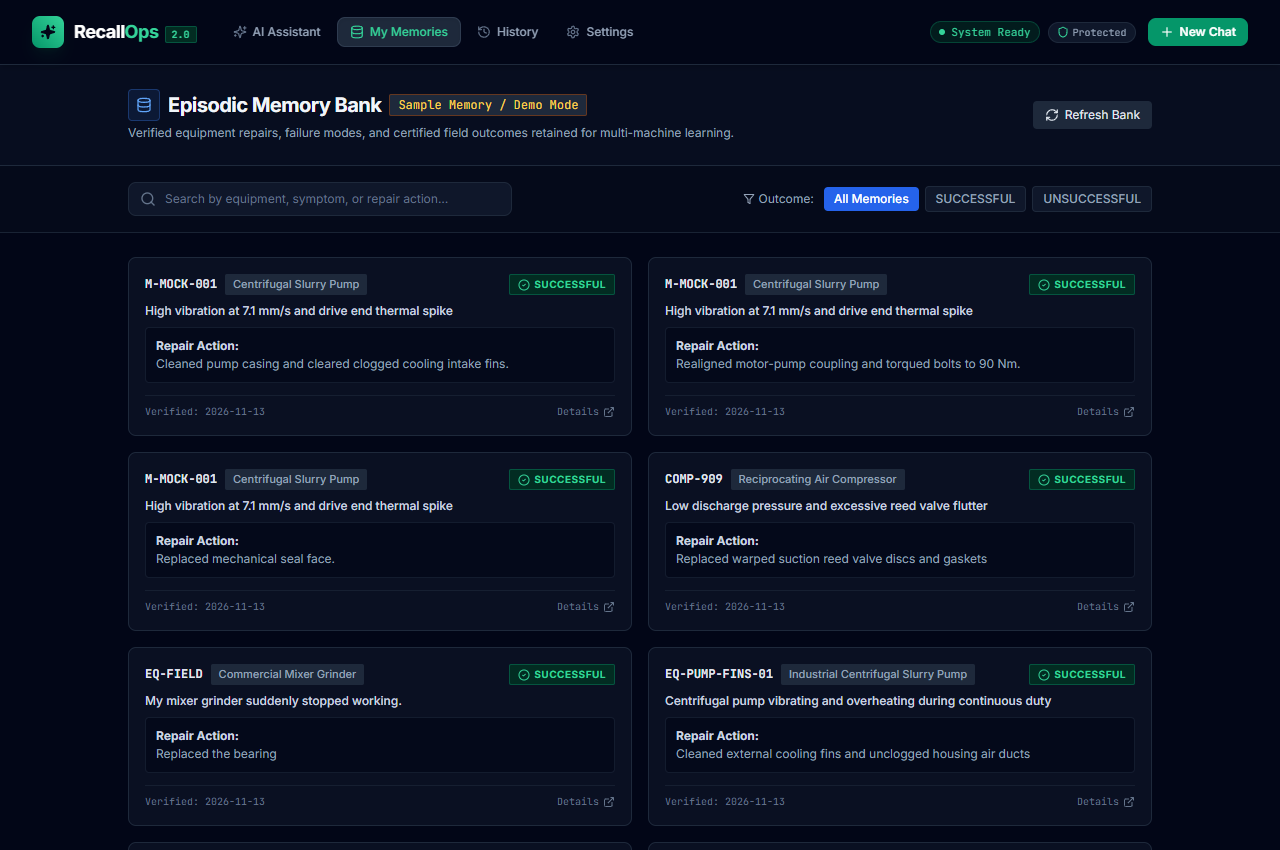 RecallOps 2.0
AI Assistant
My Memories
History
Settings
System Ready
Protected
New Chat
Episodic Memory Bank
Sample Memory / Demo Mode
Verified equipment repairs, failure modes, and certified field outcomes retained for multi-machine learning.
Refresh Bank
Search by equipment, symptom, or repair action...
Outcome:
All Memories
SUCCESSFUL
UNSUCCESSFUL
M-MOCK-001 Centrifugal Slurry Pump SUCCESSFUL
High vibration at 7.1 mm/s and drive end thermal spike
Repair Action:
Cleaned pump casing and cleared clogged cooling intake fins.
Verified: 2026-11-13 Details
M-MOCK-001 Centrifugal Slurry Pump SUCCESSFUL
High vibration at 7.1 mm/s and drive end thermal spike
Repair Action:
Realigned motor-pump coupling and torqued bolts to 90 Nm.
Verified: 2026-11-13 Details
M-MOCK-001 Centrifugal Slurry Pump SUCCESSFUL
High vibration at 7.1 mm/s and drive end thermal spike
Repair Action:
Replaced mechanical seal face.
Verified: 2026-11-13 Details
COMP-909 Reciprocating Air Compressor SUCCESSFUL
Low discharge pressure and excessive reed valve flutter
Repair Action:
Replaced warped suction reed valve discs and gaskets
Verified: 2026-11-13 Details
EQ-FIELD Commercial Mixer Grinder SUCCESSFUL
My mixer grinder suddenly stopped working.
Repair Action:
Replaced the bearing
Verified: 2026-11-13 Details
EQ-PUMP-FINS-01 Industrial Centrifugal Slurry Pump SUCCESSFUL
Centrifugal pump vibrating and overheating during continuous duty
Repair Action:
Cleaned external cooling fins and unclogged housing air ducts
Verified: 2026-11-13 Details